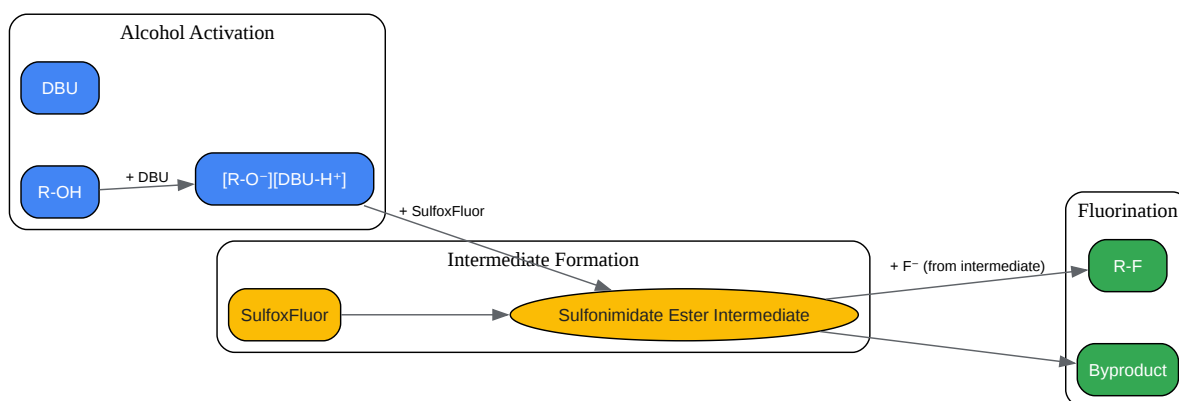 Alcohol Activation
DBU
R-OH
+ DBU
[R-O⁻][DBU-H⁺]
+ SulfoxFluor
Intermediate Formation
SulfoxFluor
Sulfonimidate Ester Intermediate
+ F⁻ (from intermediate)
Fluorination
R-F
Byproduct